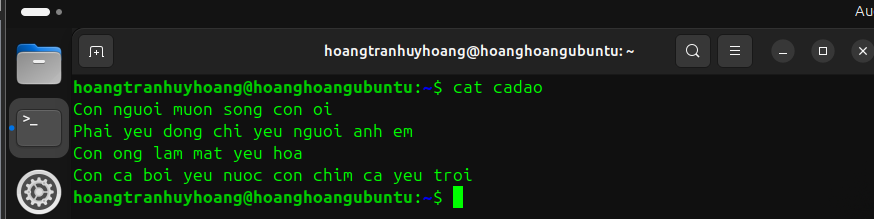 Au
hoangtranhuyhoang@hoanghoangubuntu: ~
hoangtranhuyhoang@hoanghoangubuntu:~$ cat cadao
Con nguoi muon song con oi
Phai yeu dong chi yeu nguoi anh em
Con ong lam mat yeu hoa
Con ca boi yeu nuoc con chim ca yeu troi
hoangtranhuyhoang@hoanghoangubuntu:~$